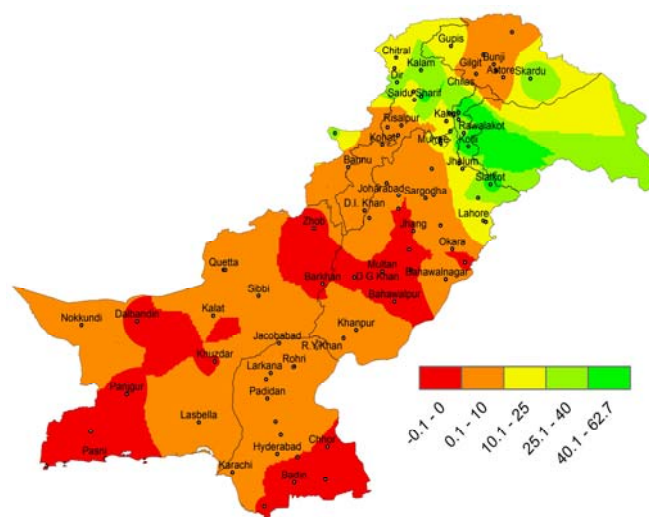 Gupis
Chitral
Bunji
Kalam
Gilgit
Astore
Skardu
Dir
Chilas
Saidu Sharif
Kakul
Risalpur
Rawalakot
Kohat
Murree
Kotli
Bannu
Jhelum
Joharabad
Sialkot
Sargodha
D.I. Khan
Zhob
Jhang
Lahore
Okara
Quetta
Multan
Barkhan
D G Khan
Bahawalnagar
Sibbi
Bahawalpur
Nokkundi
Dalbandin
Kalat
Khanpur
Jacobabad
R.Y.Khan
Khuzdar
Rohri
Larkana
Panjgur
Padidan
Lasbella
Pasni
Hyderabad
Chhor
Karachi
Badin
-0.1 - 0
0.1 - 10
10.1 - 25
25.1 - 40
40.1 - 62.7